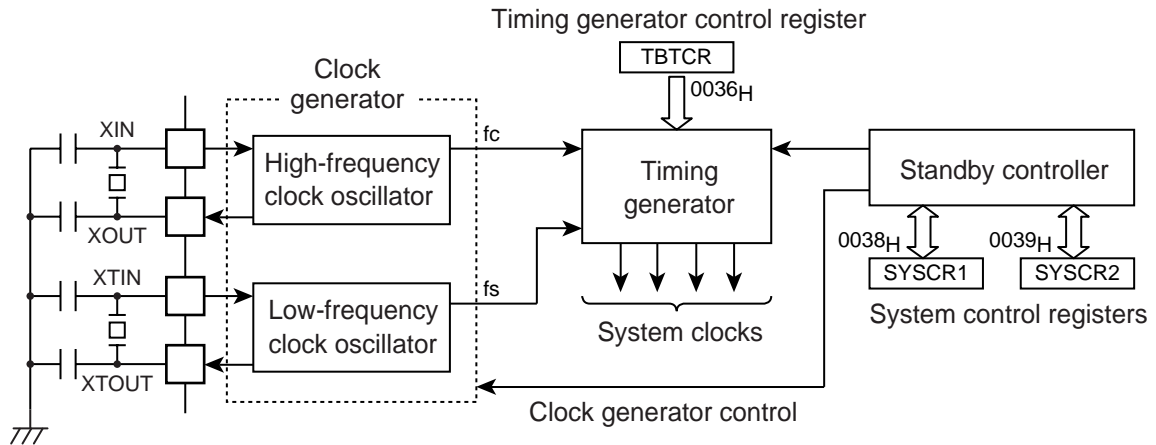 Timing generator control register
TBTCR
0036H
Clock
generator
XIN
XOUT
XTIN
XTOUT
High-frequency
clock oscillator
fc
Low-frequency
clock oscillator
fs
Timing
generator
System clocks
Standby controller
0038H
0039H
SYSCR1
SYSCR2
System control registers
Clock generator control